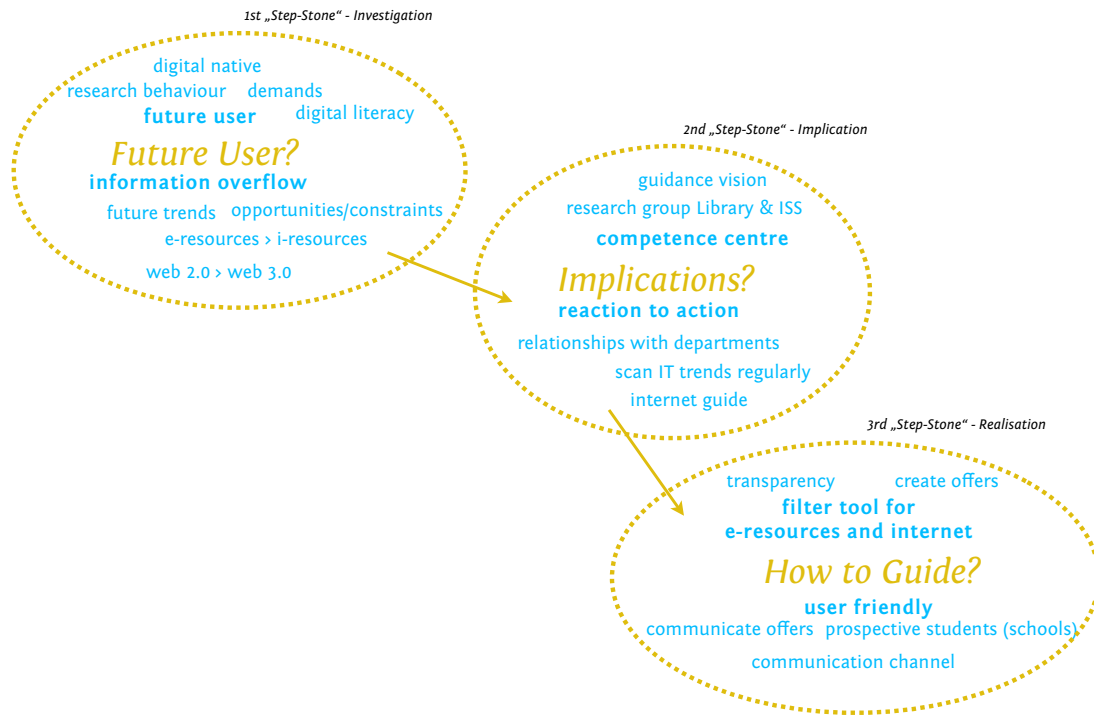 1st „Step-Stone“ - Investigation
digital native
research behaviour demands
future user digital literacy
Future User?
information overflow
future trends opportunities/constraints
e-resources > i-resources
web 2.0 > web 3.0
2nd „Step-Stone“ - Implication
guidance vision
research group Library & ISS
competence centre
Implications?
reaction to action
relationships with departments
scan IT trends regularly
internet guide
3rd „Step-Stone“ - Realisation
transparency create offers
filter tool for
e-resources and internet
How to Guide?
user friendly
communicate offers prospective students (schools)
communication channel